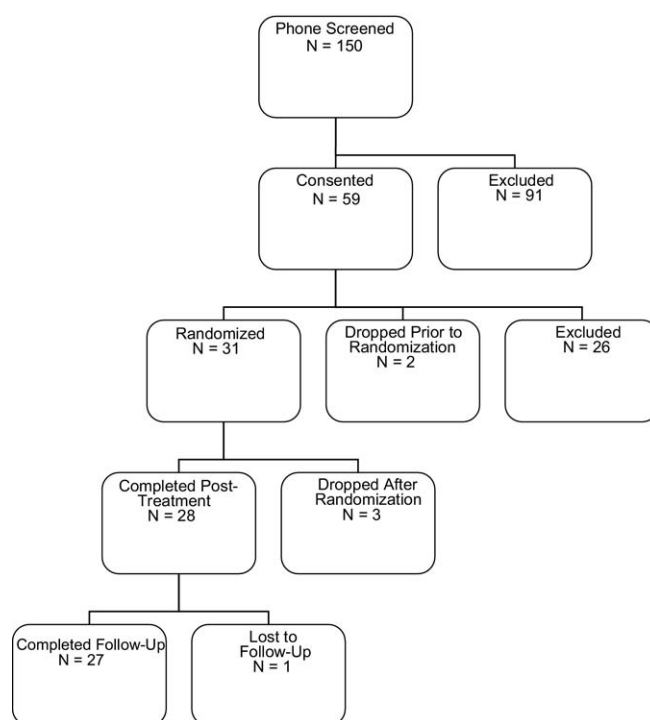 Phone Screened
N = 150
Consented
N = 59
Excluded
N = 91
Randomized
N = 31
Dropped Prior to
Randomization
N = 2
Excluded
N = 26
Completed Post-
Treatment
N = 28
Dropped After
Randomization
N = 3
Completed Follow-Up
N = 27
Lost to
Follow-Up
N = 1